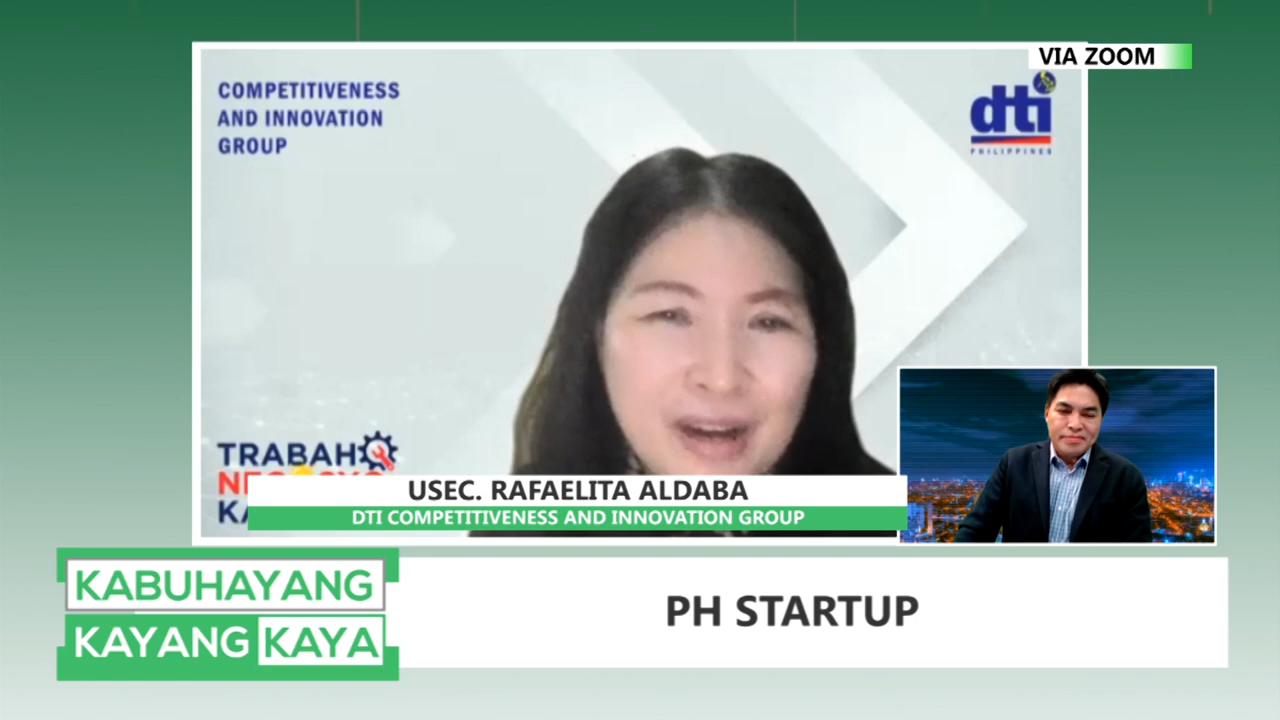 VIA ZOOM
COMPETITIVENESS
AND INNOVATION
GROUP
dti
PHILIPPINES
TRABAHO
USEC. RAFAELITA ALDABA
DTI COMPETITIVENESS AND INNOVATION GROUP
KABUHAYANG
KAYANG KAYA
PH STARTUP